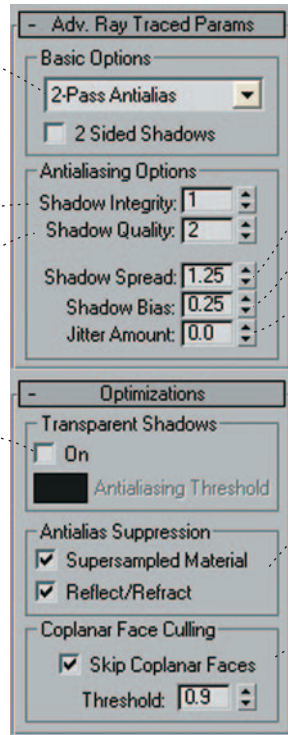 - Adv. Ray Traced Params
Basic Options
2-Pass Antialias
2 Sided Shadows
Antialiasing Options
Shadow Integrity: 1
Shadow Quality: 2
Shadow Spread: 1.25
Shadow Bias: 0.25
Jitter Amount: 0.0
- Optimizations
Transparent Shadows
On
Antialiasing Threshold
Antialias Suppression
Supersampled Material
Reflect/Refract
Coplanar Face Culling
Skip Coplanar Faces
Threshold: 0.9